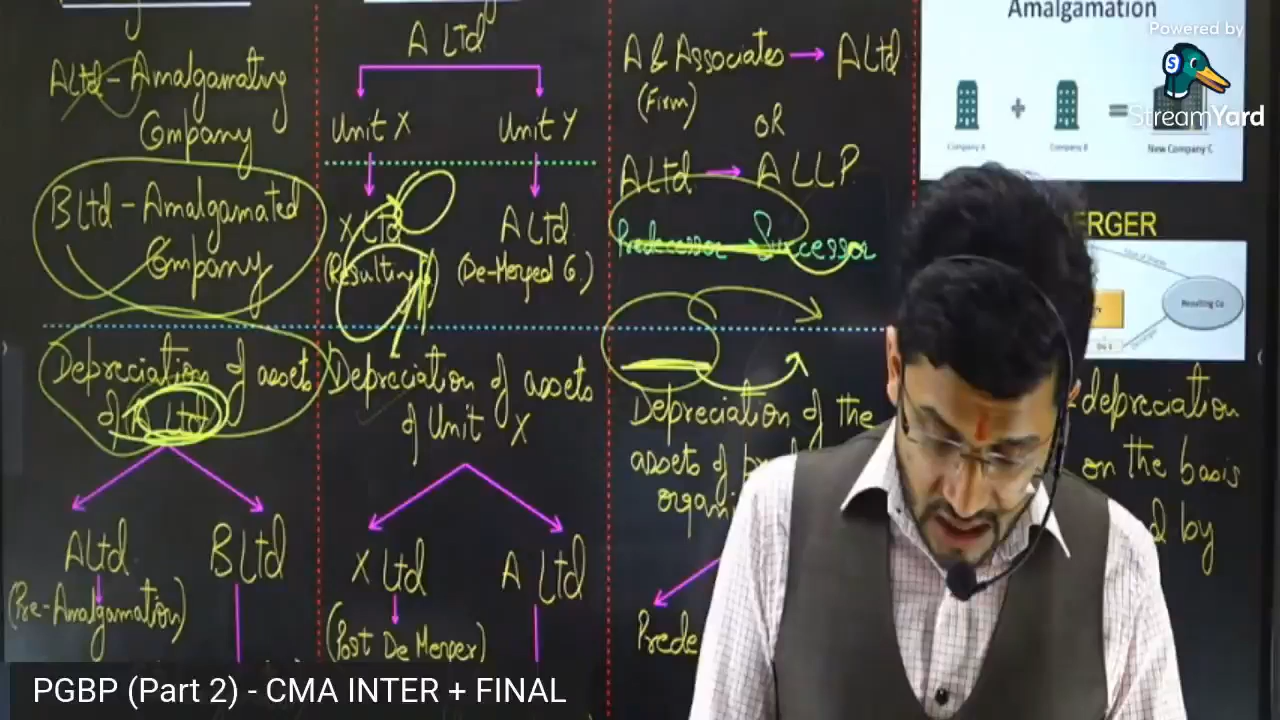 A Ltd - Amalgamating
Company
B Ltd - Amalgamated
Company
Depreciation of assets
of Ltd
A Ltd
(Pre-Amalgamation)
B Ltd
A Ltd
Unit X
Unit Y
X Ltd
(Resulting
A Ltd
(De-Merged Co.)
Depreciation of assets
of Unit X
X Ltd
(Post De Merger)
A Ltd
A & Associates → A Ltd
(Firm)
OR
A Ltd → A LLP
Predecessor Successor
Depreciation of the
assets of
Prede
Amalgamation
+
=
Company A
Company B
New Company C
Powered by
StreamYard
ERGER
Resulting Co
depreciation
on the basis
by
PGBP (Part 2) - CMA INTER + FINAL